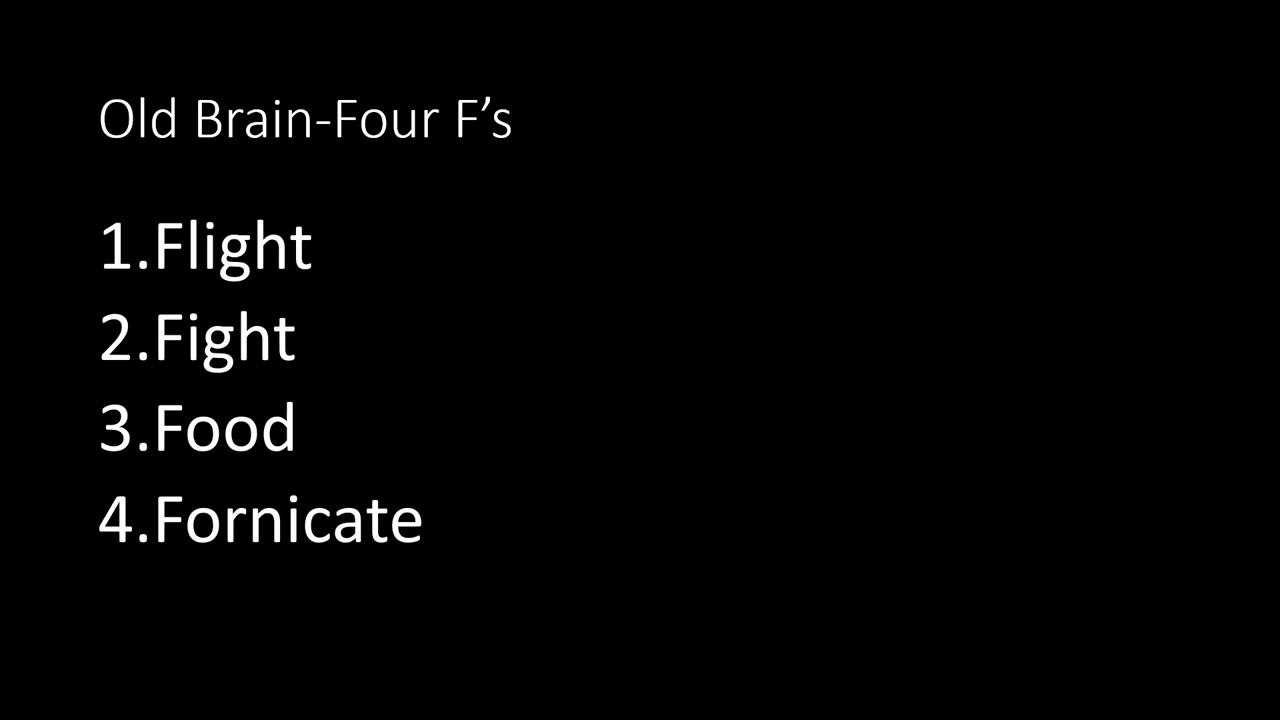 Old Brain-Four F’s
1.Flight
2.Fight
3.Food
4.Fornicate